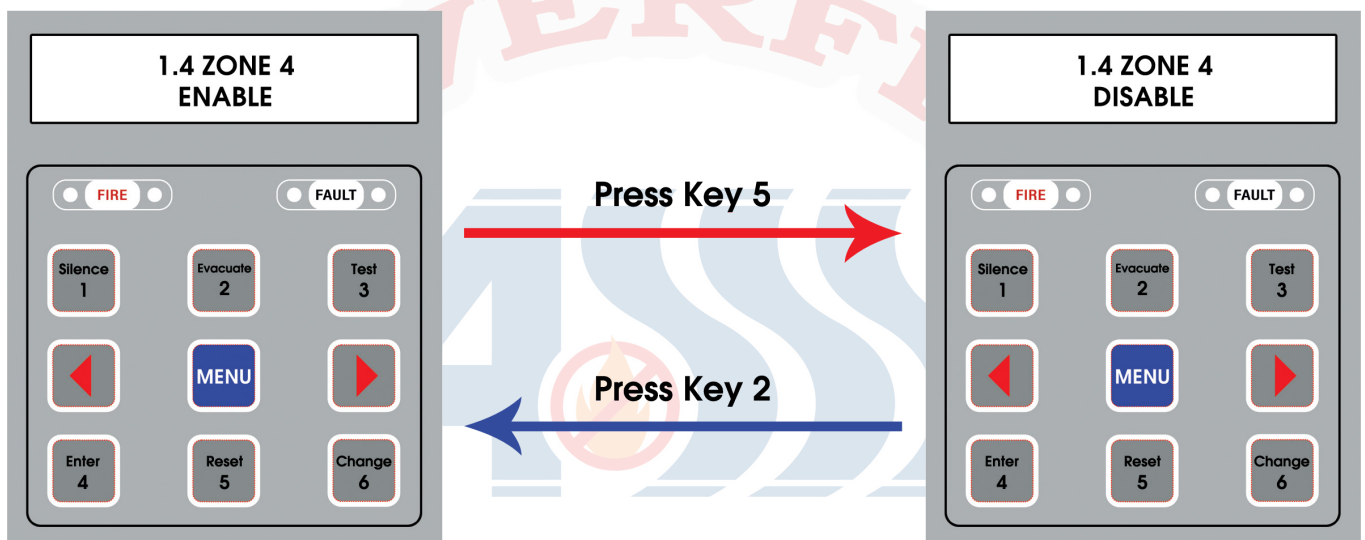 1.4 ZONE 4
ENABLE
FIRE
FAULT
Silence
1
Evacuate
2
Test
3
MENU
Enter
4
Reset
5
Change
6
Press Key 5
Press Key 2
1.4 ZONE 4
DISABLE
FIRE
FAULT
Silence
1
Evacuate
2
Test
3
MENU
Enter
4
Reset
5
Change
6